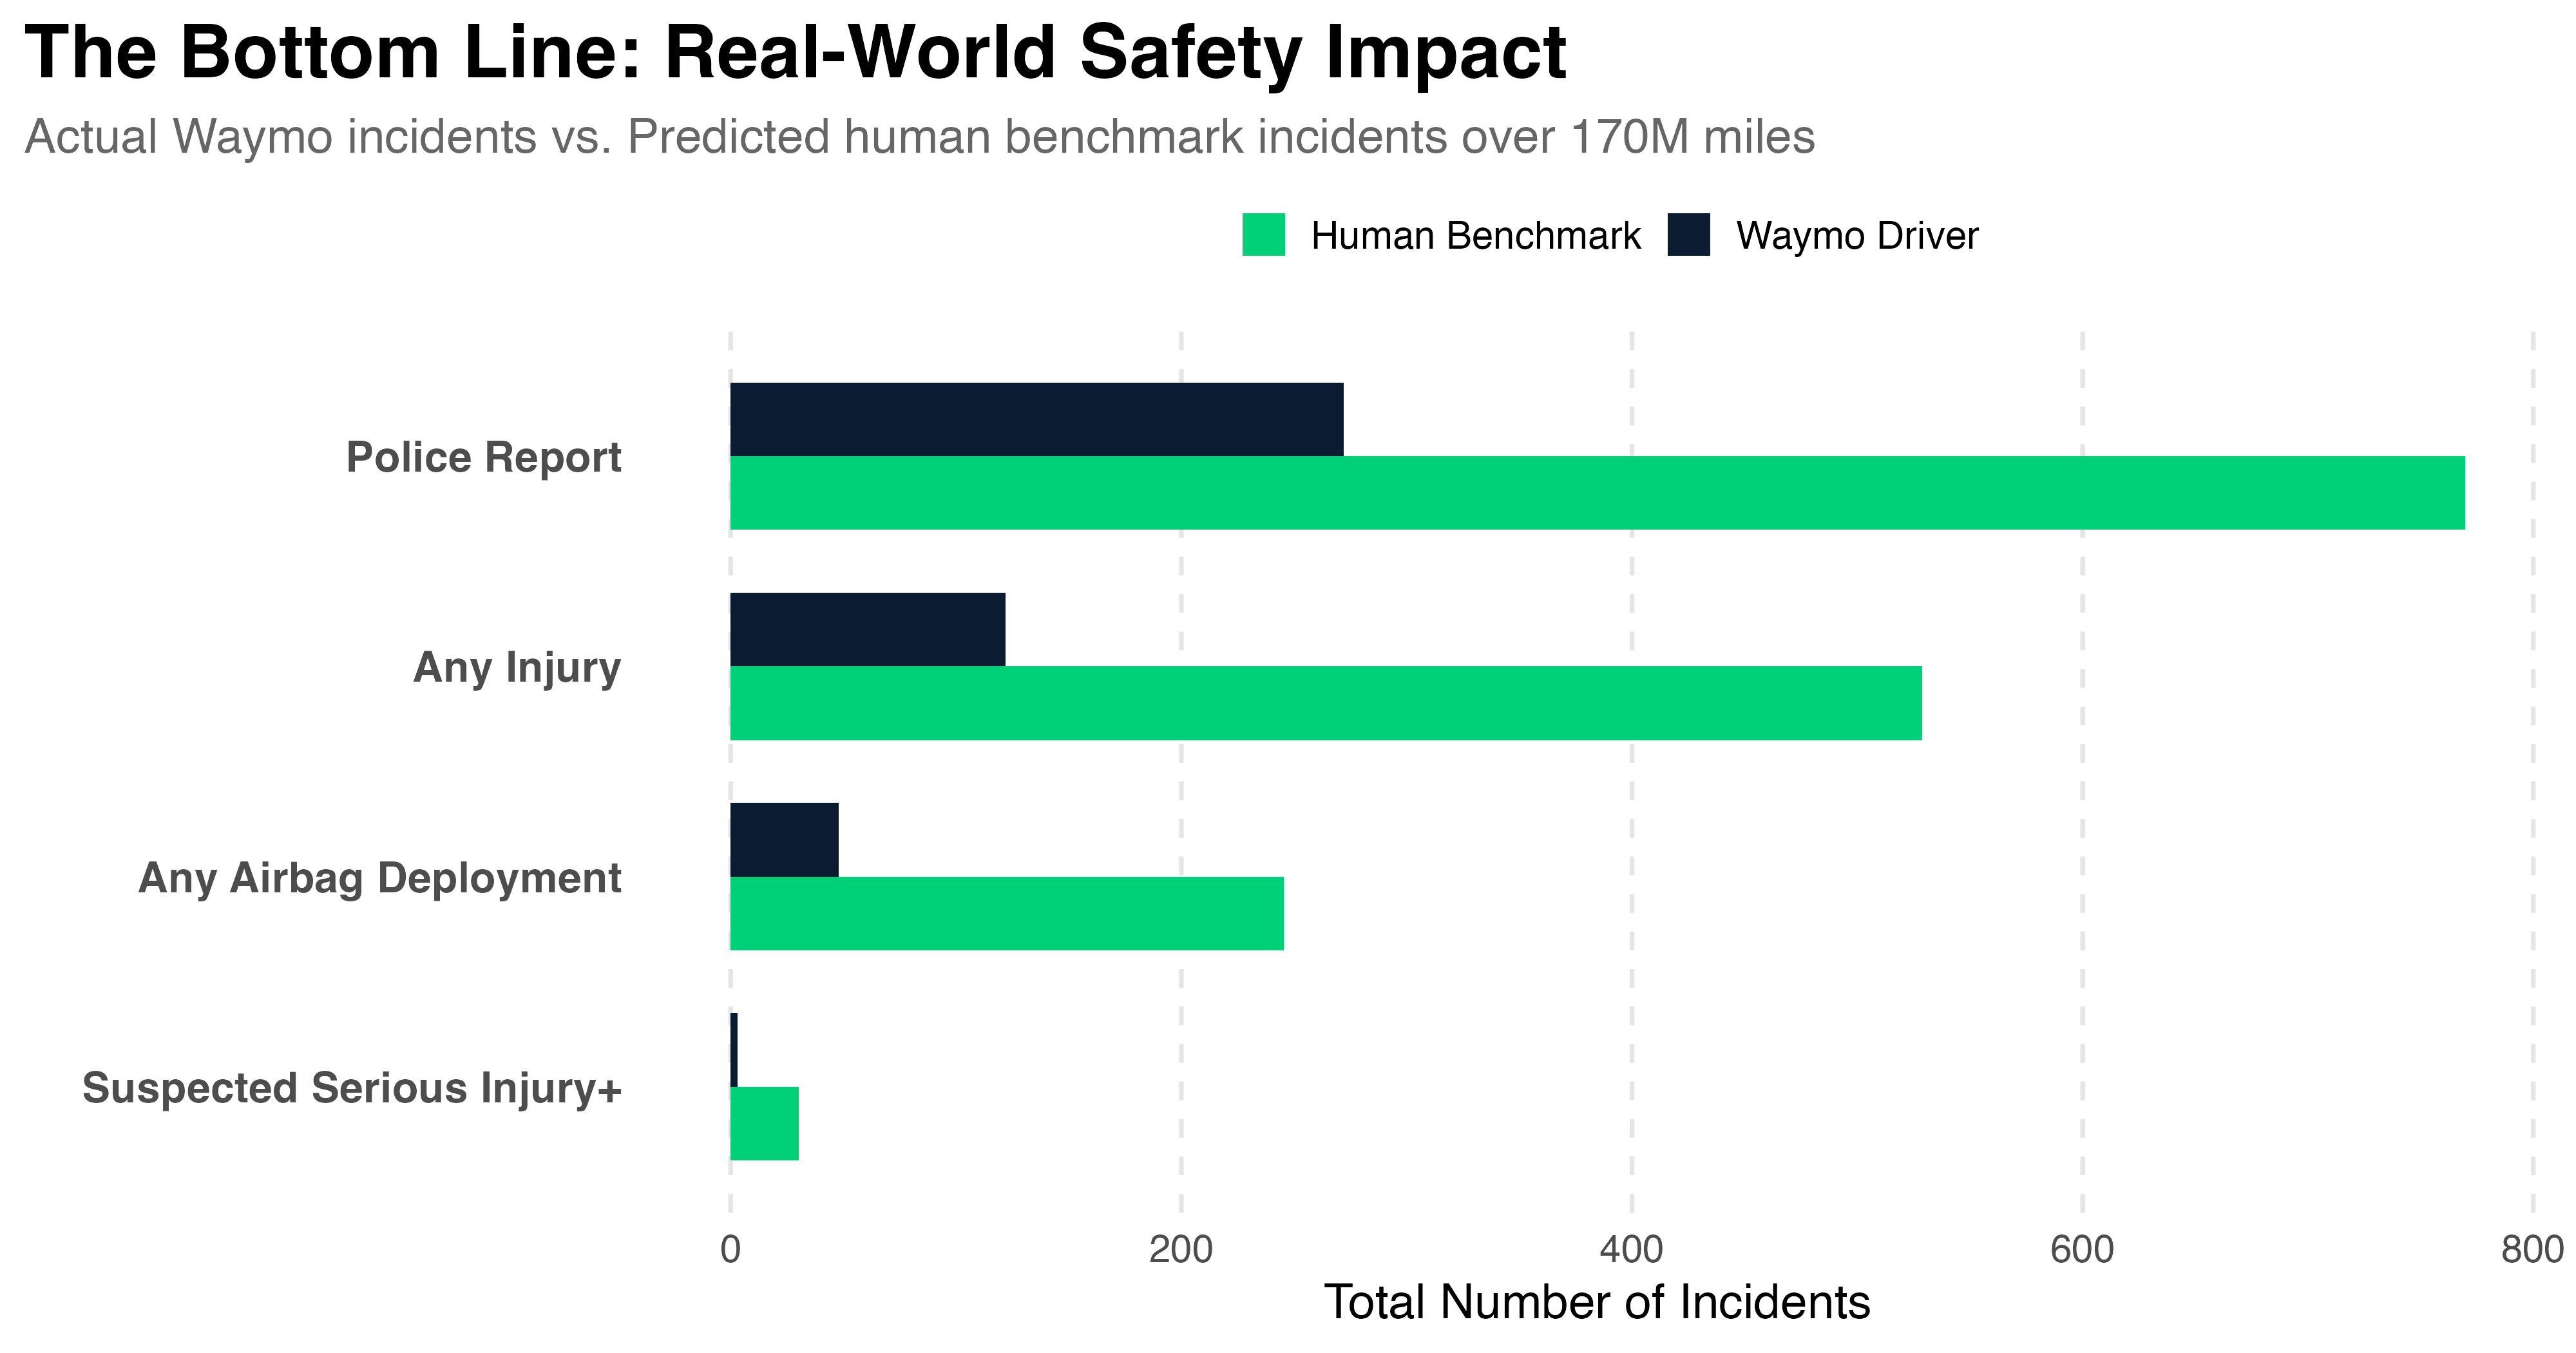 The Bottom Line: Real-World Safety Impact
Actual Waymo incidents vs. Predicted human benchmark incidents over 170M miles
Human Benchmark
Waymo Driver
Police Report
Any Injury
Any Airbag Deployment
Suspected Serious Injury+
0
200
400
600
800
Total Number of Incidents